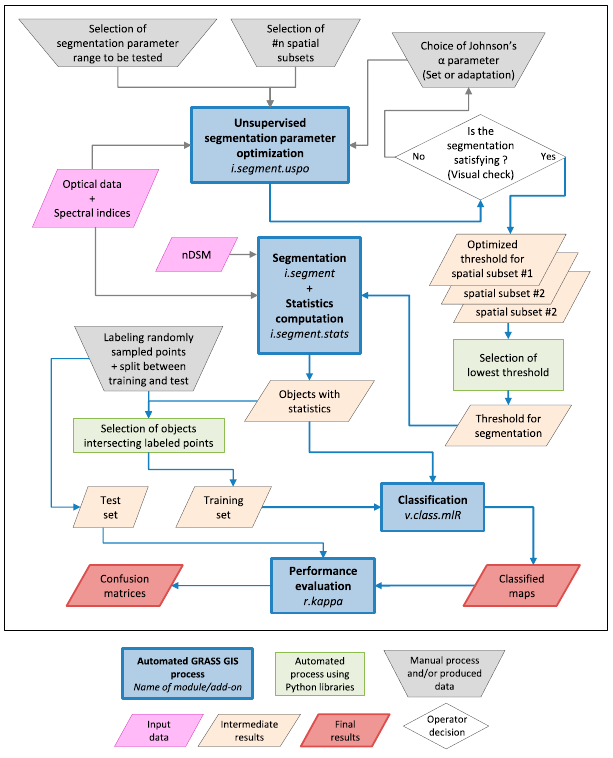 Selection of
segmentation parameter
range to be tested
Selection of
#n spatial
subsets
Choice of Johnson's
α parameter
(Set or adaptation)
Unsupervised
segmentation parameter
optimization
i.segment.uspo
Is the
segmentation
satisfying ?
(Visual check)
No
Yes
Optical data
+
Spectral indices
nDSM
Segmentation
i.segment
+
Statistics
computation
i.segment.stats
Optimized
threshold for
spatial subset #1
spatial subset #2
spatial subset #2
Labeling randomly
sampled points
+ split between
training and test
Selection of
lowest threshold
Objects with
statistics
Threshold for
segmentation
Selection of objects
intersecting labeled points
Test
set
Training
set
Classification
v.class.mlR
Confusion
matrices
Performance
evaluation
r.kappa
Classified
maps
Automated GRASS GIS
process
Name of module/add-on
Automated
process using
Python libraries
Manual process
and/or produced
data
Input
data
Intermediate
results
Final
results
Operator
decision